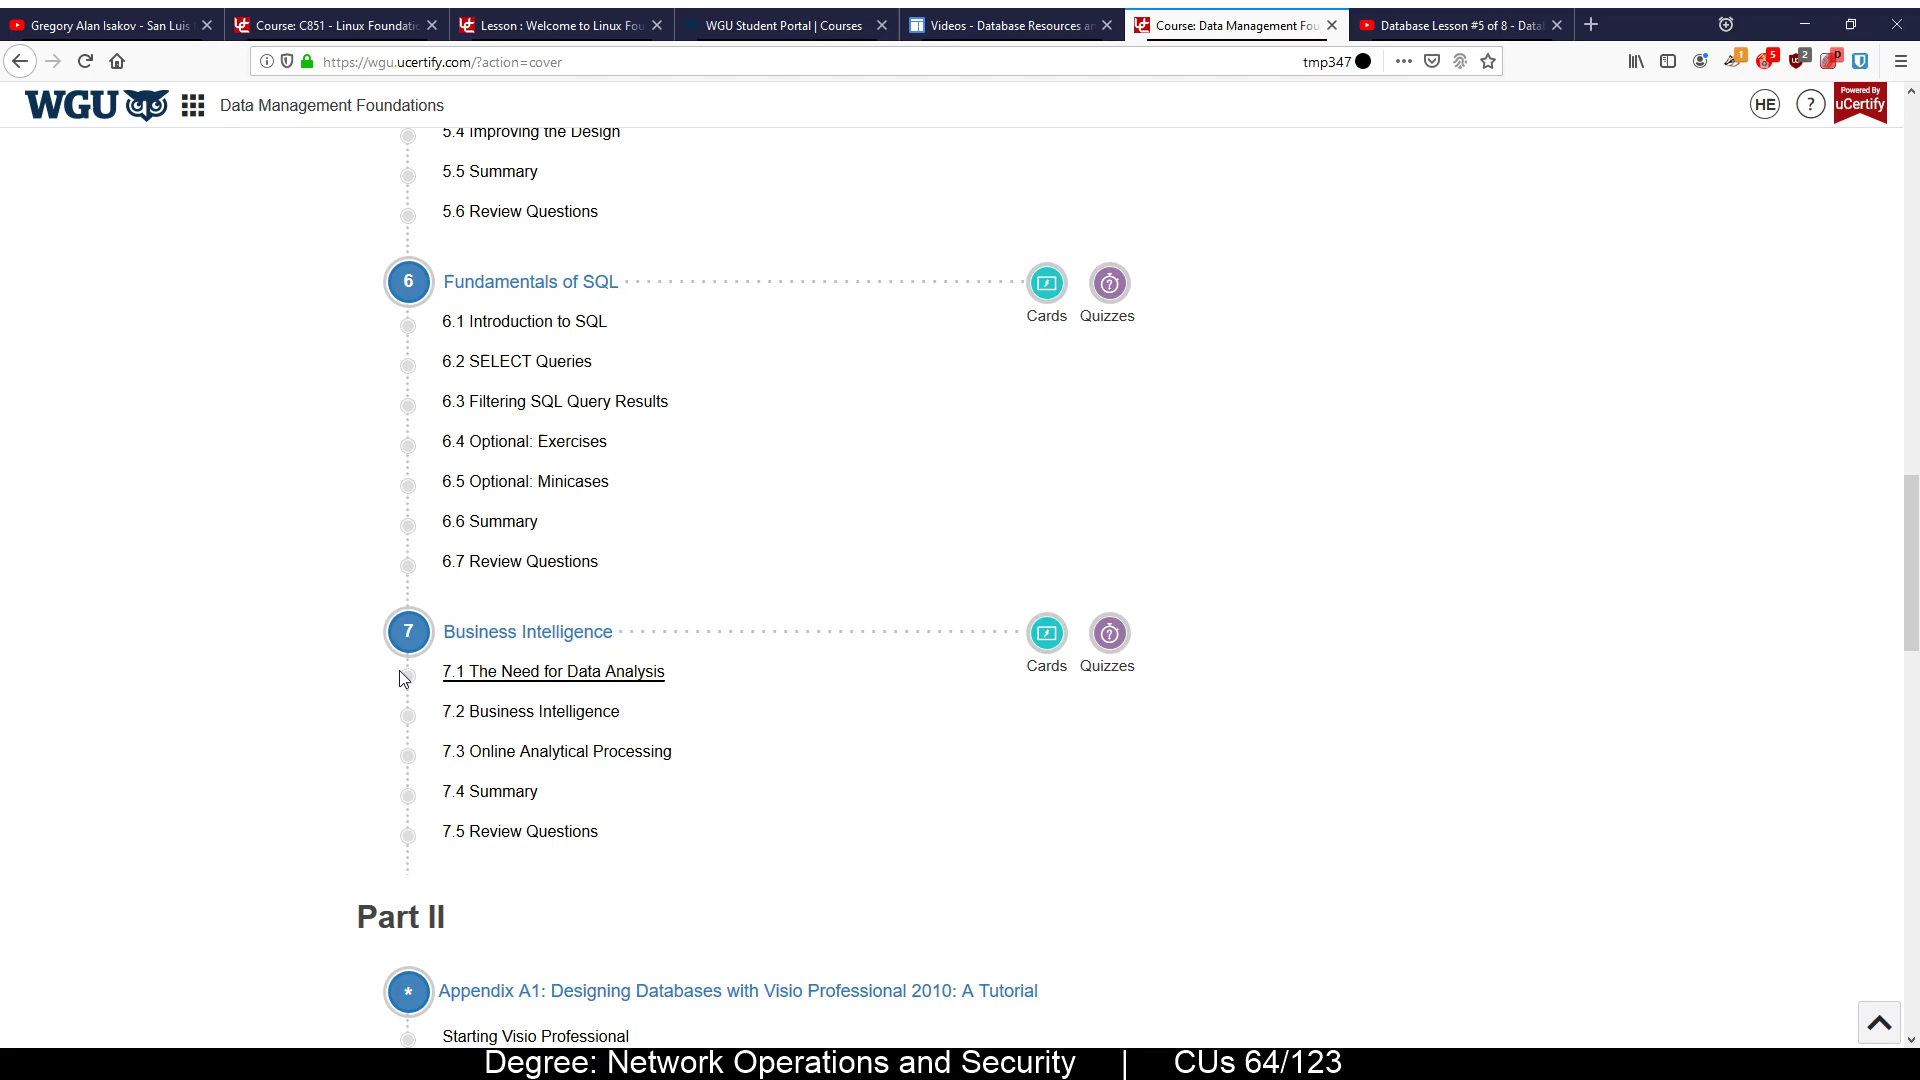 Gregory Alan Isakov - San Luis
Course: C851 - Linux Foundatio
Lesson : Welcome to Linux Fou
WGU Student Portal | Courses
Videos - Database Resources an
Course: Data Management Fou
Database Lesson #5 of 8 - Data
https://wgu.ucertify.com/?action=cover
tmp347
1
5
2
D
WGU
Data Management Foundations
HE
?
Powered By
uCertify
5.4 Improving the Design
5.5 Summary
5.6 Review Questions
6 Fundamentals of SQL
Cards Quizzes
6.1 Introduction to SQL
6.2 SELECT Queries
6.3 Filtering SQL Query Results
6.4 Optional: Exercises
6.5 Optional: Minicases
6.6 Summary
6.7 Review Questions
7 Business Intelligence
Cards Quizzes
7.1 The Need for Data Analysis
7.2 Business Intelligence
7.3 Online Analytical Processing
7.4 Summary
7.5 Review Questions
Part II
* Appendix A1: Designing Databases with Visio Professional 2010: A Tutorial
Starting Visio Professional
Degree: Network Operations and Security | CUs 64/123